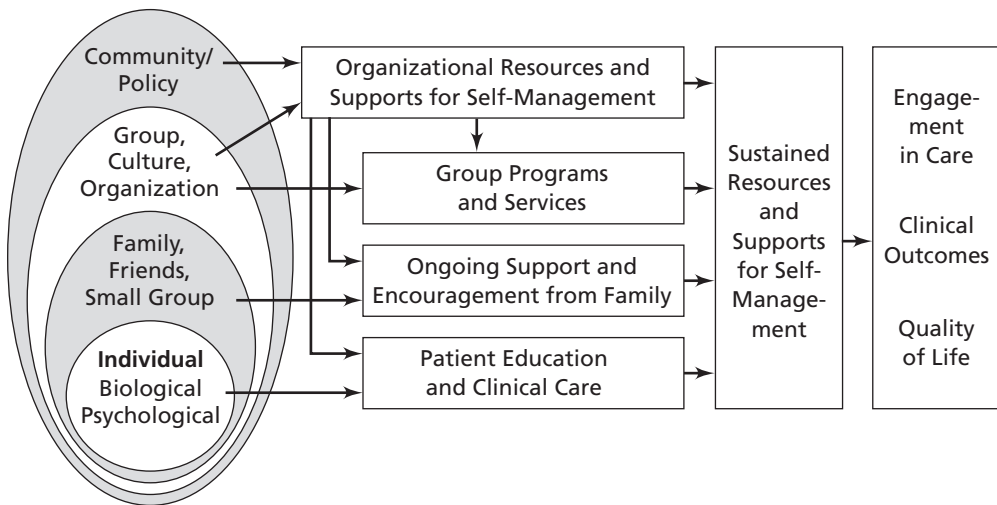 Community/
Policy
Group,
Culture,
Organization
Family,
Friends,
Small Group
Individual
Biological
Psychological
Organizational Resources and
Supports for Self-Management
Group Programs
and Services
Ongoing Support and
Encouragement from Family
Patient Education
and Clinical Care
Sustained
Resources
and
Supports
for Self-
Manage-
ment
Engage-
ment
in Care
Clinical
Outcomes
Quality
of Life